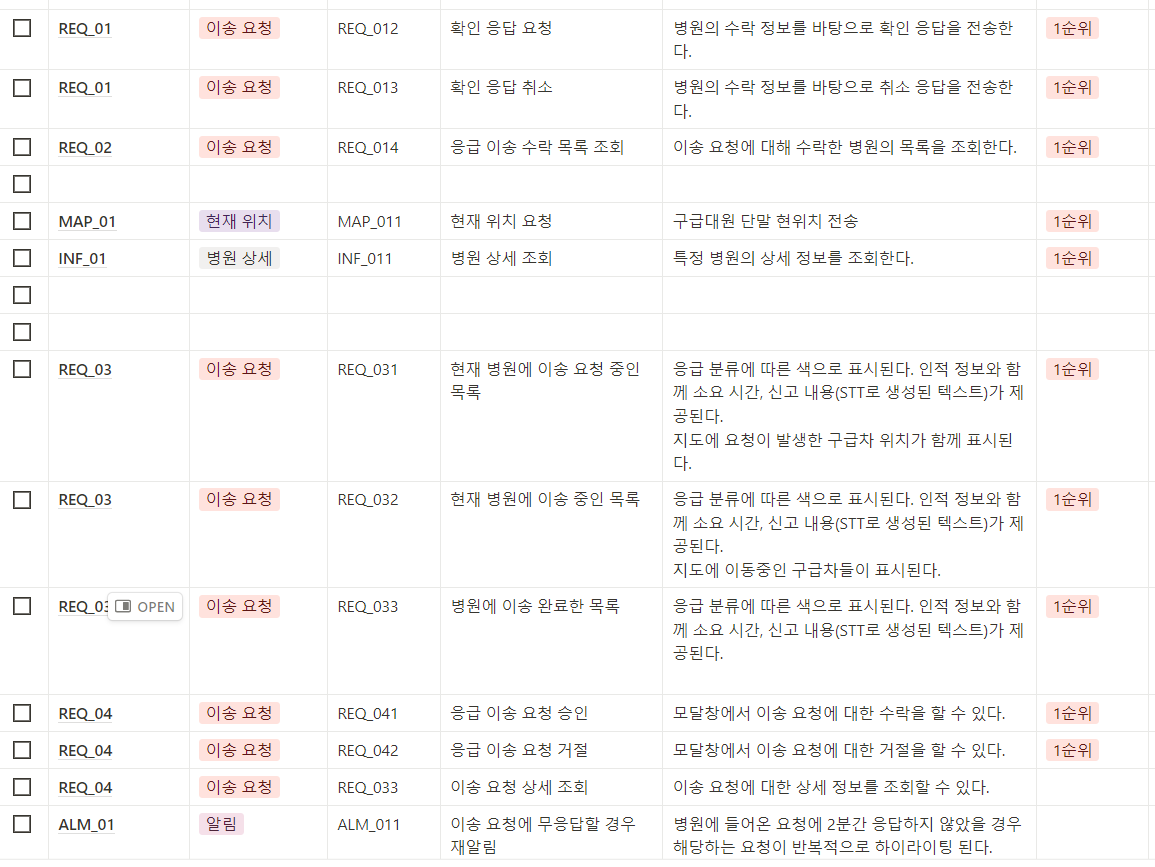 REQ_01 이송 요청 REQ_012 확인 응답 요청 병원의 수락 정보를 바탕으로 확인 응답을 전송한
다.
1순위
REQ_01 이송 요청 REQ_013 확인 응답 취소 병원의 수락 정보를 바탕으로 취소 응답을 전송한
다.
1순위
REQ_02 이송 요청 REQ_014 응급 이송 수락 목록 조회 이송 요청에 대해 수락한 병원의 목록을 조회한다. 1순위
MAP_01 현재 위치 MAP_011 현재 위치 요청 구급대원 단말 현위치 전송 1순위
INF_01 병원 상세 INF_011 병원 상세 조회 특정 병원의 상세 정보를 조회한다. 1순위
REQ_03 이송 요청 REQ_031 현재 병원에 이송 요청 중인
목록
응급 분류에 따른 색으로 표시된다. 인적 정보와 함
께 소요 시간, 신고 내용(STT로 생성된 텍스트)가 제
공된다.
지도에 요청이 발생한 구급차 위치가 함께 표시된
다.
1순위
REQ_03 이송 요청 REQ_032 현재 병원에 이송 중인 목록 응급 분류에 따른 색으로 표시된다. 인적 정보와 함
께 소요 시간, 신고 내용(STT로 생성된 텍스트)가 제
공된다.
지도에 이동중인 구급차들이 표시된다.
1순위
REQ_03 OPEN 이송 요청 REQ_033 병원에 이송 완료한 목록 응급 분류에 따른 색으로 표시된다. 인적 정보와 함
께 소요 시간, 신고 내용(STT로 생성된 텍스트)가 제
공된다.
1순위
REQ_04 이송 요청 REQ_041 응급 이송 요청 승인 모달창에서 이송 요청에 대한 수락을 할 수 있다. 1순위
REQ_04 이송 요청 REQ_042 응급 이송 요청 거절 모달창에서 이송 요청에 대한 거절을 할 수 있다. 1순위
REQ_04 이송 요청 REQ_033 이송 요청 상세 조회 이송 요청에 대한 상세 정보를 조회할 수 있다.
ALM_01 알림 ALM_011 이송 요청에 무응답할 경우
재알림
병원에 들어온 요청에 2분간 응답하지 않았을 경우
해당하는 요청이 반복적으로 하이라이팅 된다.